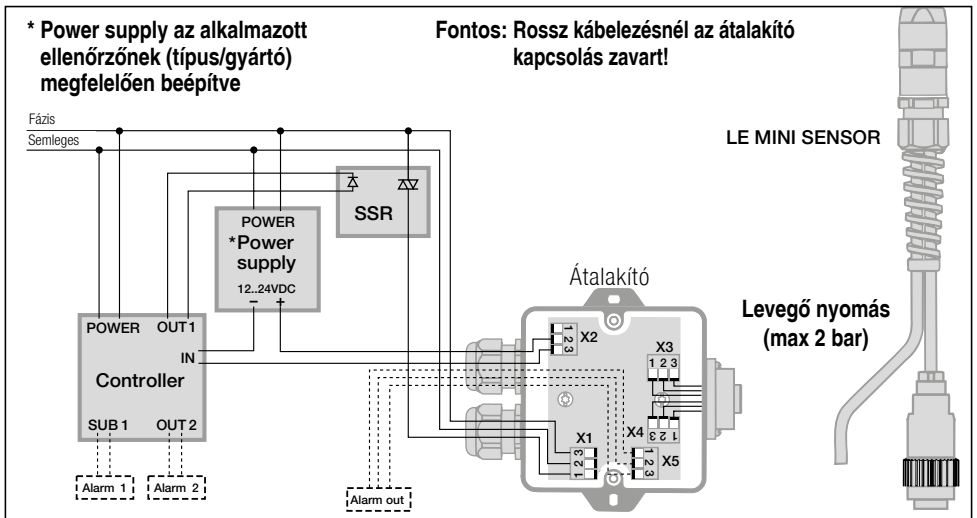 * Power supply az alkalmazott
ellenőrzőnek (típus/gyártó)
megfelelően beépítve
Fontos: Rossz kábelezésnél az átalakító
kapcsolás zavart!
Fázis
Semleges
LE MINI SENSOR
SSR
POWER
*Power
supply
12..24VDC
− +
Átalakító
Levegő nyomás
(max 2 bar)
POWER OUT1
IN
Controller
SUB 1 OUT2
Alarm 1
Alarm 2
Alarm out
1
2
3
X2
X3
1 2 3
X4
3 2 1
X1
3
2
1
X5
1
2
3